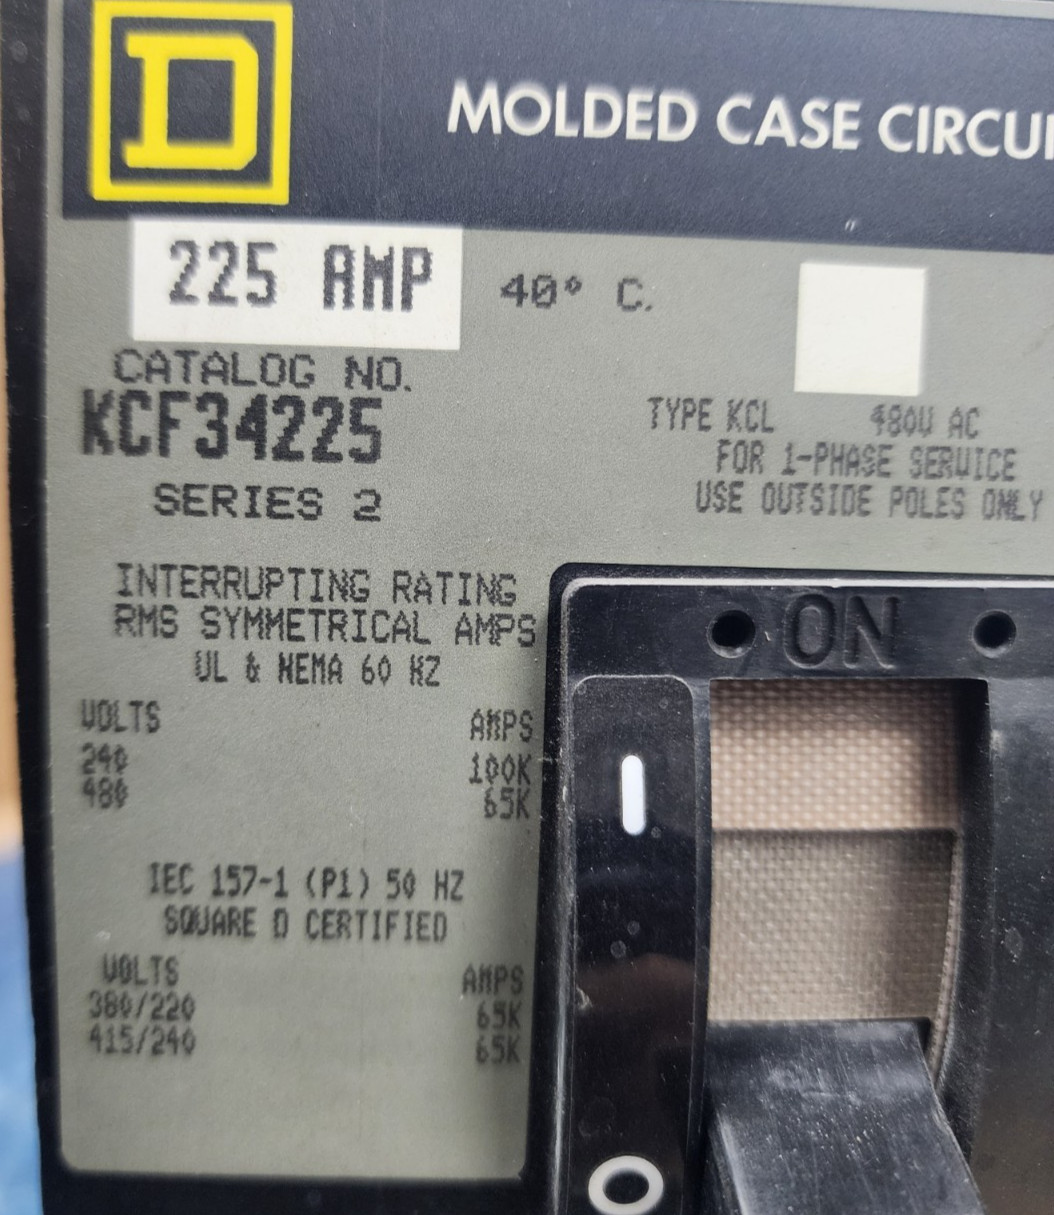 D
MOLDED CASE CIRCUI
225 AMP 40° C.
CATALOG NO.
KCF34225
SERIES 2
TYPE KCL 480V AC
FOR 1-PHASE SERVICE
USE OUTSIDE POLES ONLY
INTERRUPTING RATING
RMS SYMMETRICAL AMPS
UL & NEMA 60 HZ
VOLTS AMPS
240 100K
480 65K
IEC 157-1 (P1) 50 HZ
SQUARE D CERTIFIED
VOLTS AMPS
380/220 65K
415/240 65K
ON
I
O